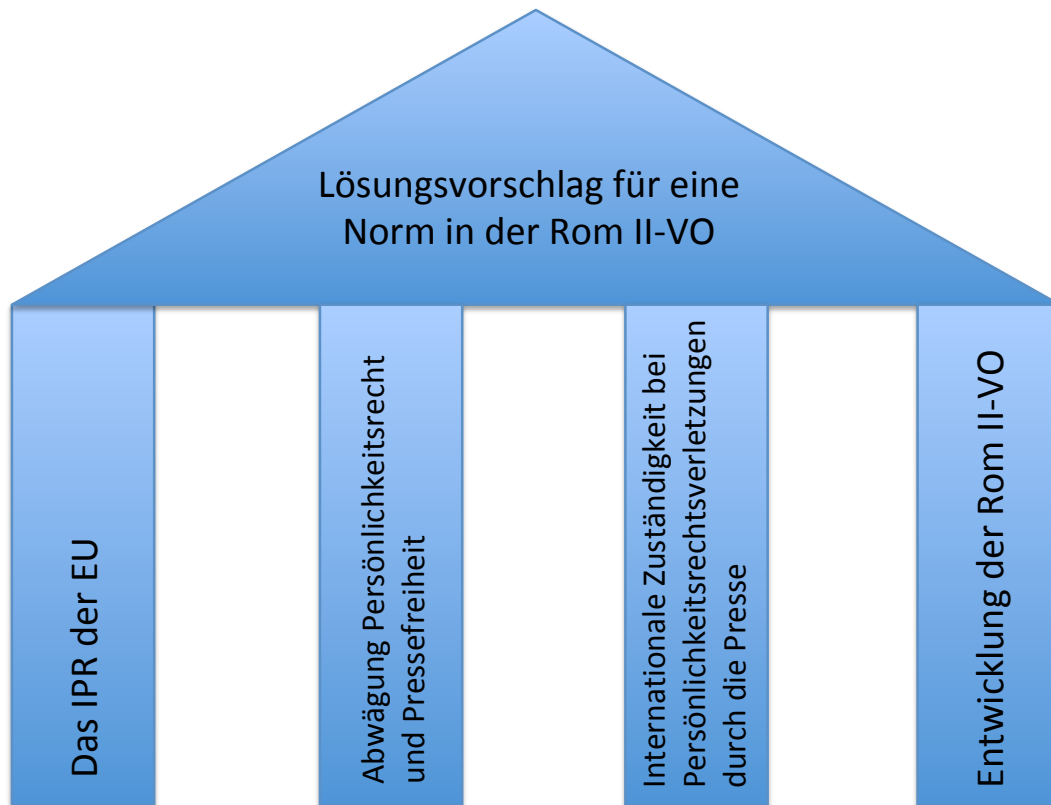 Lösungsvorschlag für eine
Norm in der Rom II-VO
Das IPR der EU
Abwägung Persönlichkeitsrecht
und Pressefreiheit
Internationale Zuständigkeit bei
Persönlichkeitsrechtsverletzungen
durch die Presse
Entwicklung der Rom II-VO